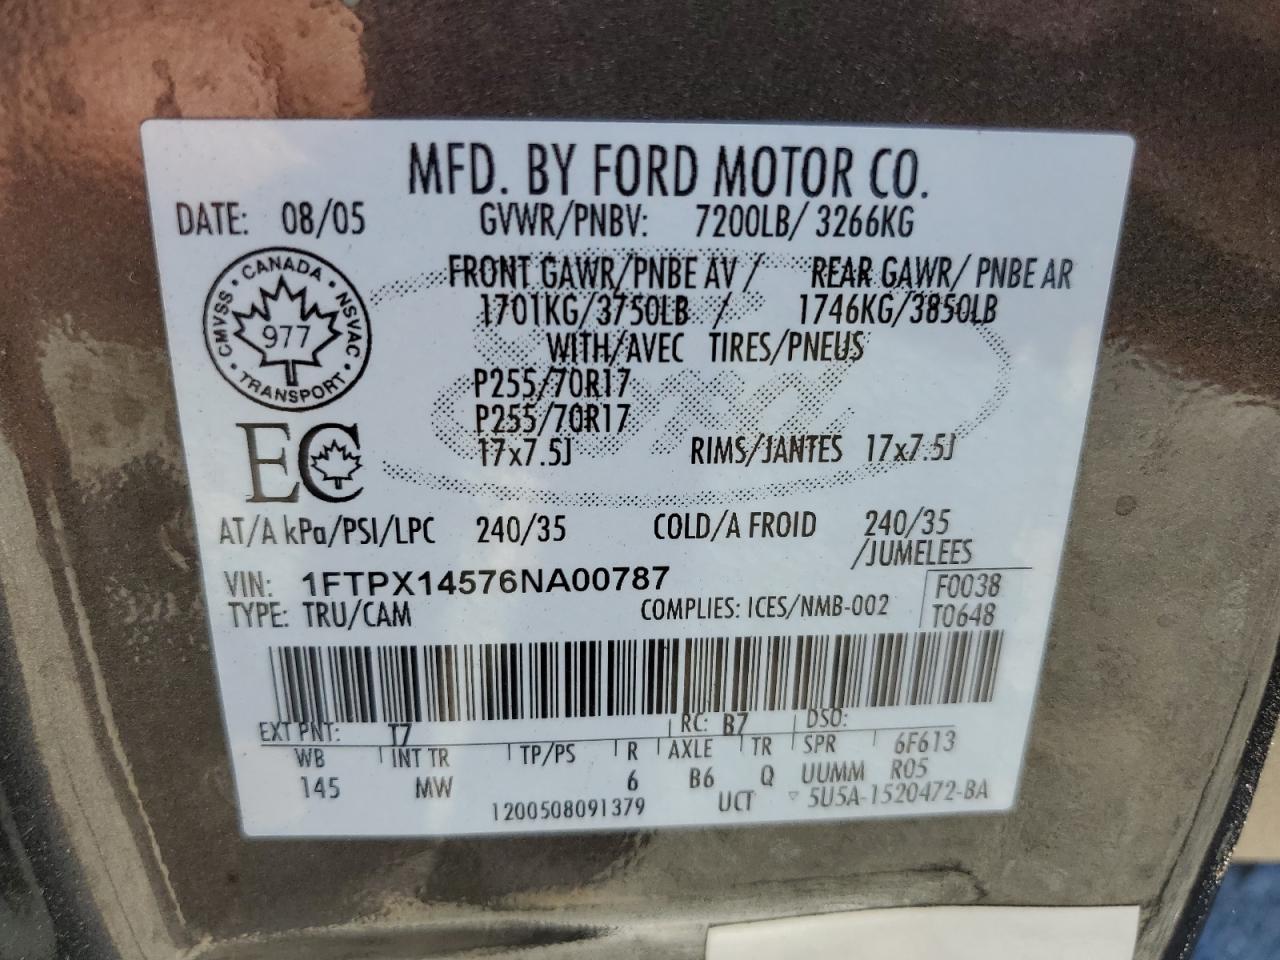 MFD. BY FORD MOTOR CO.
DATE: 08/05 GVWR/PNBV: 7200LB/ 3266KG
FRONT GAWR/PNBE AV / REAR GAWR/ PNBE AR
1701KG/3750LB / 1746KG/3850LB
WITH/AVEC TIRES/PNEUS
CANADA
CMVSS NSVAC
977
TRANSPORT
P255/70R17
P255/70R17
17x7.5J RIMS/JANTES 17x7.5J
EC
AT/A kPa/PSI/LPC 240/35 COLD/A FROID 240/35
/JUMELEES
VIN: 1FTPX14576NA00787 F0038
TYPE: TRU/CAM COMPLIES: ICES/NMB-002 T0648
EXT PNT: T7 RC: B7 DSO:
WB INT TR TP/PS R AXLE TR SPR 6F613
145 MW 6 B6 Q UUMM R05
1200508091379 UCT ▽ 5U5A-1520472-BA